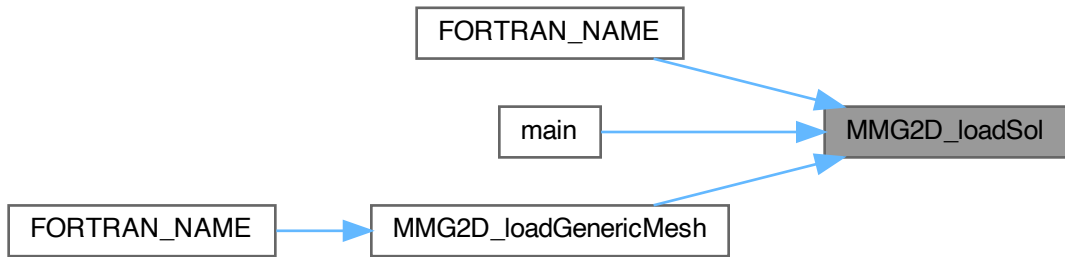 FORTRAN_NAME
main
MMG2D_loadSol
FORTRAN_NAME
MMG2D_loadGenericMesh